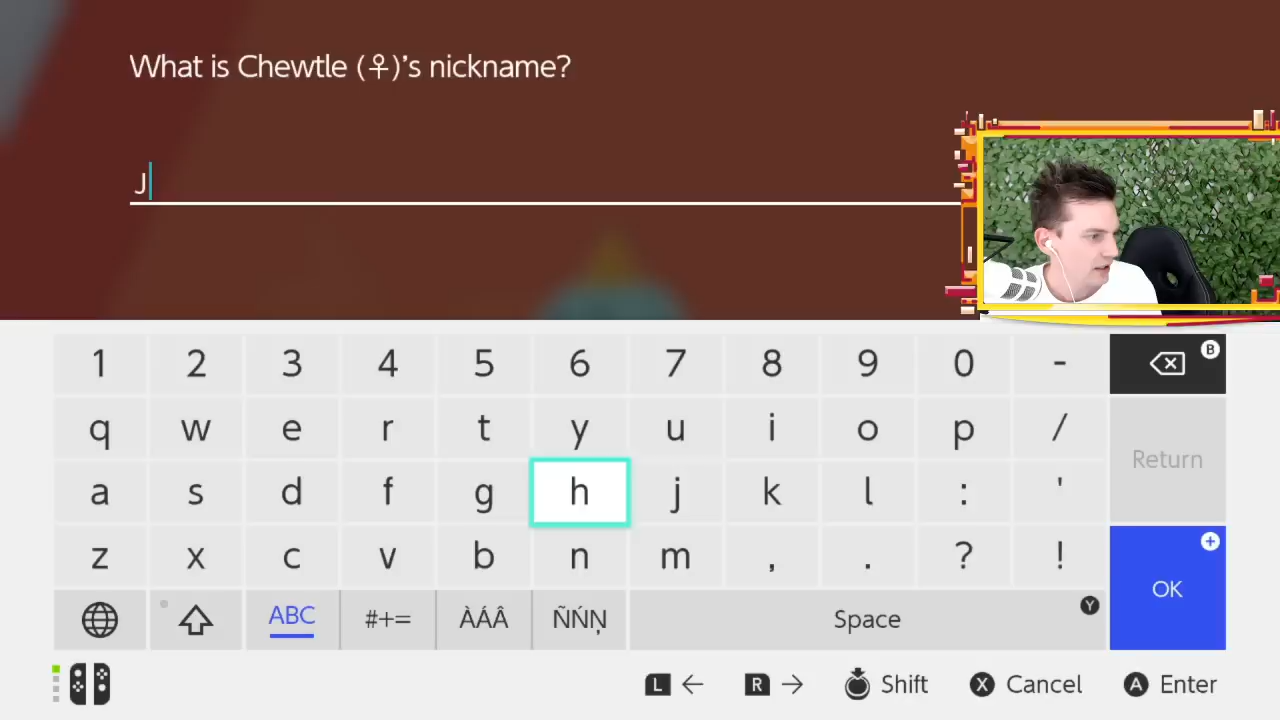 What is Chewtle (♀)'s nickname?
J
1 2 3 4 5 6 7 8 9 0 - B
q w e r t y u i o p / Return
a s d f g h j k l : '
z x c v b n m , . ? ! + OK
ABC #+= ÀÁÂ ÑŃŅ Space Y
L ← R → Shift X Cancel A Enter